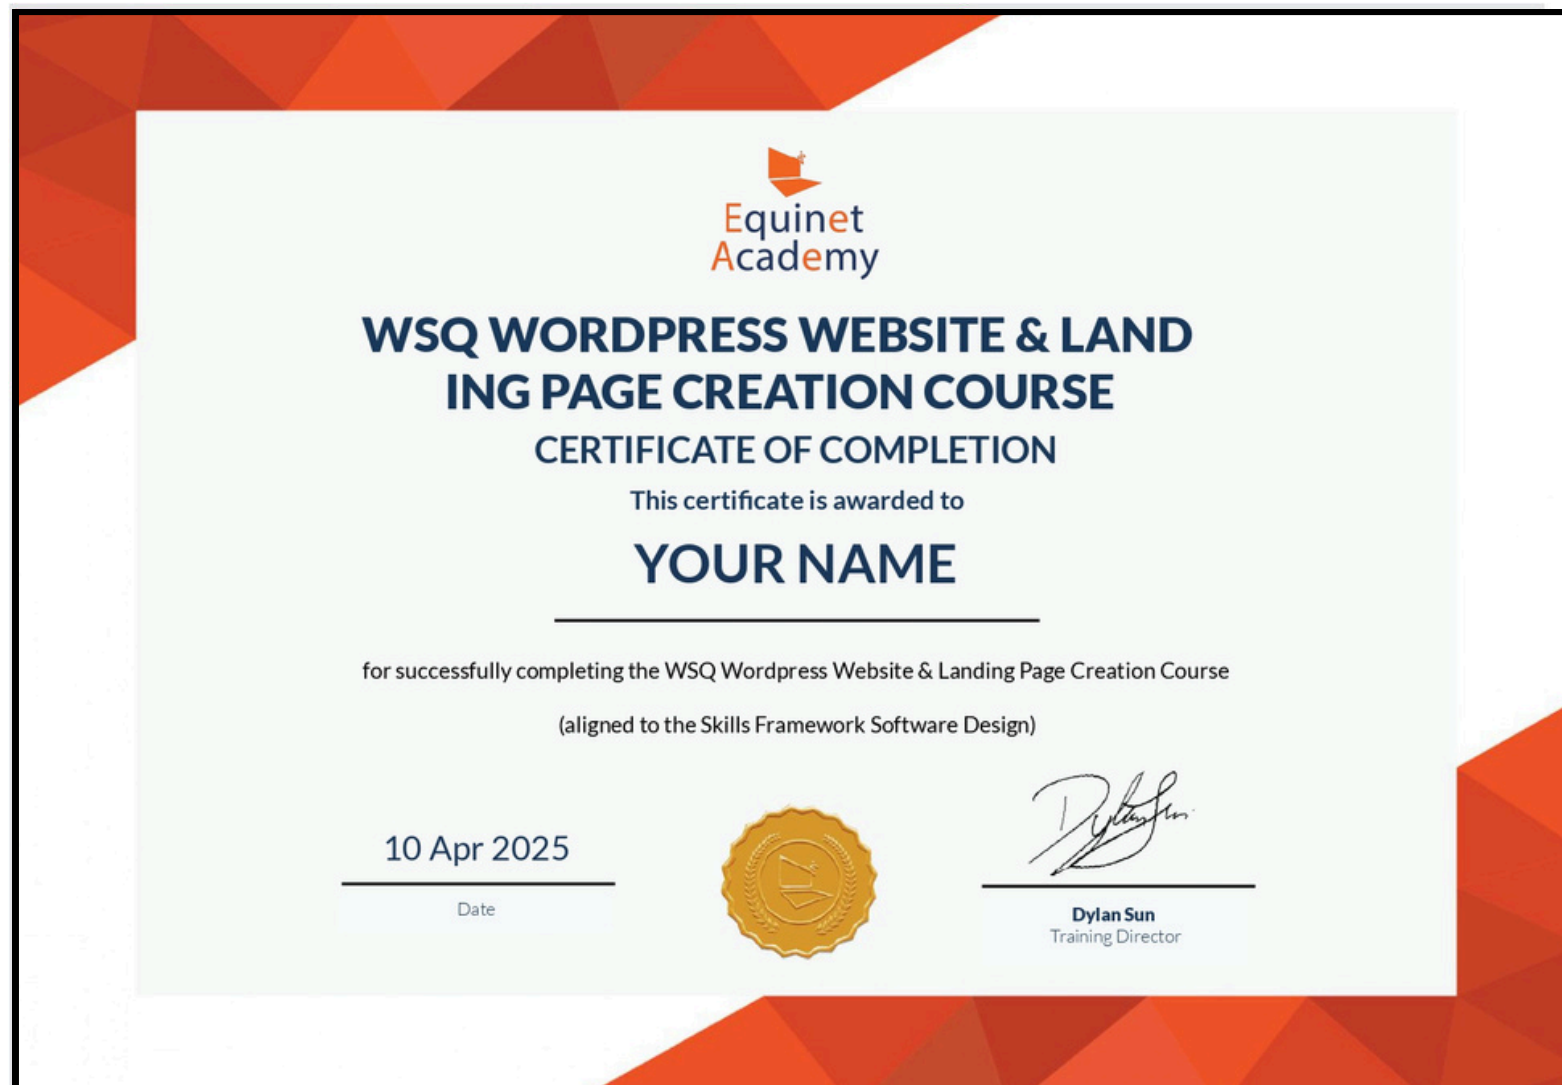 Equinet
Academy
WSQ WORDPRESS WEBSITE & LAND
ING PAGE CREATION COURSE
CERTIFICATE OF COMPLETION
This certificate is awarded to
YOUR NAME
for successfully completing the WSQ Wordpress Website & Landing Page Creation Course
(aligned to the Skills Framework Software Design)
10 Apr 2025
Date
Dylan Sun
Dylan Sun
Training Director